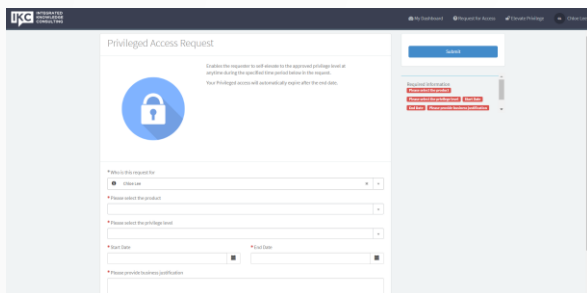 IKC INTEGRATED KNOWLEDGE CONSULTING
My Dashboard Request for Access Elevate Privilege Chloe Lee
Privileged Access Request
Enables the requester to self-elevate to the approved privilege level at
anytime during the specified time period below in the request.
Your Privileged access will automatically expire after the end date.
Submit
Required Information
Please select the product
Please select the privilege level Start Date
End Date Please provide business justification
* Who is this request for
Chloe Lee
* Please select the product
* Please select the privilege level
* Start Date * End Date
* Please provide business justification